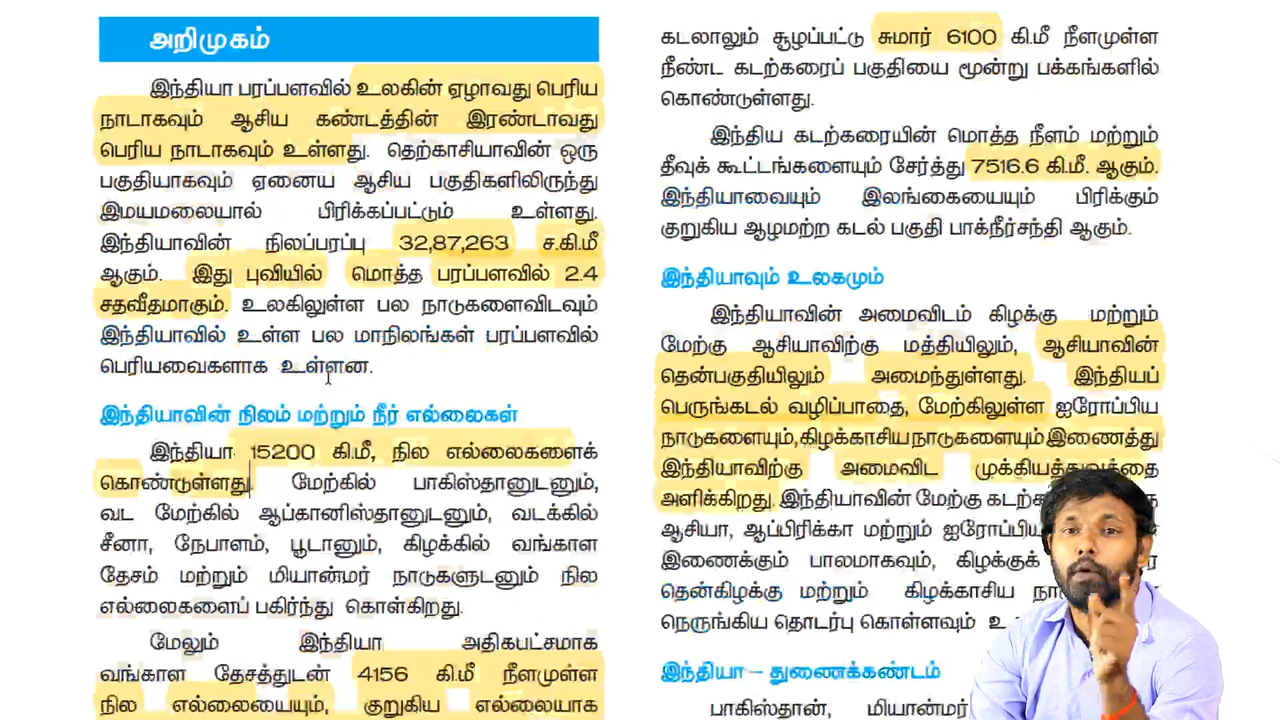 அறிமுகம்
இந்தியா பரப்பளவில் உலகின் ஏழாவது பெரிய
நாடாகவும் ஆசிய கண்டத்தின் இரண்டாவது
பெரிய நாடாகவும் உள்ளது. தெற்காசியாவின் ஒரு
பகுதியாகவும் ஏனைய ஆசிய பகுதிகளிலிருந்து
இமயமலையால் பிரிக்கப்பட்டும் உள்ளது.
இந்தியாவின் நிலப்பரப்பு 32,87,263 ச.கி.மீ
ஆகும். இது புவியில் மொத்த பரப்பளவில் 2.4
சதவீதமாகும். உலகிலுள்ள பல நாடுகளைவிடவும்
இந்தியாவில் உள்ள பல மாநிலங்கள் பரப்பளவில்
பெரியவைகளாக உள்ளன.
இந்தியாவின் நிலம் மற்றும் நீர் எல்லைகள்
இந்தியா 15200 கி.மீ, நில எல்லைகளைக்
கொண்டுள்ளது. மேற்கில் பாகிஸ்தானுடனும்,
வட மேற்கில் ஆப்கானிஸ்தானுடனும், வடக்கில்
சீனா, நேபாளம், பூடானும், கிழக்கில் வங்காள
தேசம் மற்றும் மியான்மர் நாடுகளுடனும் நில
எல்லைகளைப் பகிர்ந்து கொள்கிறது.
மேலும் இந்தியா அதிகபட்சமாக
வங்காள தேசத்துடன் 4156 கி.மீ நீளமுள்ள
நில எல்லையையும், குறுகிய எல்லையாக
கடலாலும் சூழப்பட்டு சுமார் 6100 கி.மீ நீளமுள்ள
நீண்ட கடற்கரைப் பகுதியை மூன்று பக்கங்களில்
கொண்டுள்ளது.
இந்திய கடற்கரையின் மொத்த நீளம் மற்றும்
தீவுக் கூட்டங்களையும் சேர்த்து 7516.6 கி.மீ. ஆகும்.
இந்தியாவையும் இலங்கையையும் பிரிக்கும்
குறுகிய ஆழமற்ற கடல் பகுதி பாக்நீர்சந்தி ஆகும்.
இந்தியாவும் உலகமும்
இந்தியாவின் அமைவிடம் கிழக்கு மற்றும்
மேற்கு ஆசியாவிற்கு மத்தியிலும், ஆசியாவின்
தென்பகுதியிலும் அமைந்துள்ளது. இந்தியப்
பெருங்கடல் வழிப்பாதை, மேற்கிலுள்ள ஐரோப்பிய
நாடுகளையும்,கிழக்காசிய நாடுகளையும் இணைத்து
இந்தியாவிற்கு அமைவிட முக்கியத்துவத்தை
அளிக்கிறது. இந்தியாவின் மேற்கு
ஆசியா, ஆப்பிரிக்கா மற்றும்
இணைக்கும் பாலமாகவும், கிழக்குக்
தென்கிழக்கு மற்றும் கிழக்காசிய
நெருங்கிய தொடர்பு கொள்ளவும்
இந்தியா – துணைக்கண்டம்
பாகிஸ்தான், மியான்மர்